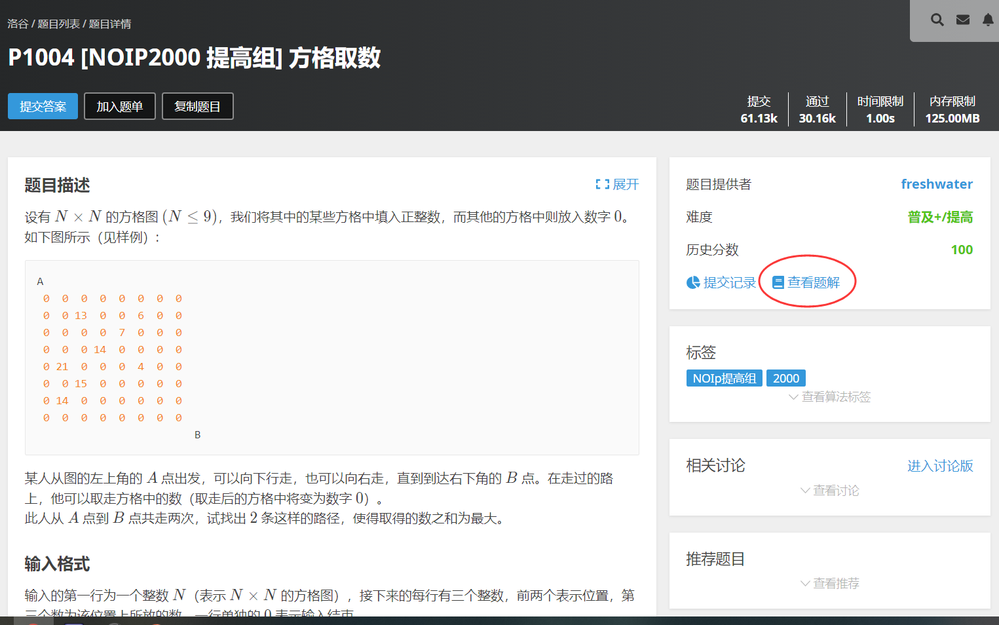 洛谷 / 题目列表 / 题目详情
P1004 [NOIP2000 提高组] 方格取数
提交答案
加入题单
复制题目
提交
61.13k
通过
30.16k
时间限制
1.00s
内存限制
125.00MB
题目描述
展开
设有 N × N 的方格图 (N ≤ 9)，我们将其中的某些方格中填入正整数，而其他的方格中则放入数字 0。
如下图所示（见样例）:
A
0 0 0 0 0 0 0 0
0 0 13 0 0 6 0 0
0 0 0 0 7 0 0 0
0 0 0 14 0 0 0 0
0 21 0 0 0 4 0 0
0 0 15 0 0 0 0 0
0 14 0 0 0 0 0 0
0 0 0 0 0 0 0 0
B
某人从图的左上角的 A 点出发，可以向下行走，也可以向右走，直到到达右下角的 B 点。在走过的路
上，他可以取走方格中的数（取走后的方格中将变为数字 0）。
此人从 A 点到 B 点共走两次，试找出 2 条这样的路径，使得取得的数之和为最大。
输入格式
输入的第一行为一个整数 N（表示 N × N 的方格图），接下来的每行有三个整数，前两个表示位置，第
三个数为该位置上所放的数。一行单独的 0 表示输入结束
题目提供者
freshwater
难度
普及+/提高
历史分数
100
提交记录
查看题解
标签
NOIp提高组
2000
查看算法标签
相关讨论
进入讨论版
查看讨论
推荐题目
查看推荐